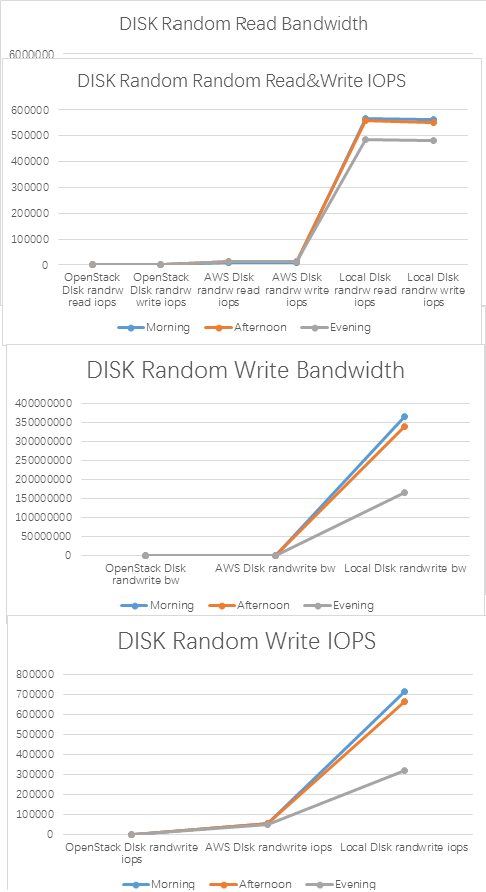 DISK Random Read Bandwidth
6000000
DISK Random Random Read&Write IOPS
600000
500000
400000
300000
200000
100000
0
OpenStack DIsk randrw read iops
OpenStack DIsk randrw write iops
AWS DIsk randrw read iops
AWS DIsk randrw write iops
Local DIsk randrw read iops
Local DIsk randrw write iops
Morning Afternoon Evening
DISK Random Write Bandwidth
400000000
350000000
300000000
250000000
200000000
150000000
100000000
50000000
0
OpenStack DIsk randwrite bw
AWS DIsk randwrite bw
Local DIsk randwrite bw
Morning Afternoon Evening
DISK Random Write IOPS
800000
700000
600000
500000
400000
300000
200000
100000
0
OpenStack DIsk randwrite iops
AWS DIsk randwrite iops
Local DIsk randwrite iops
Morning Afternoon Evening